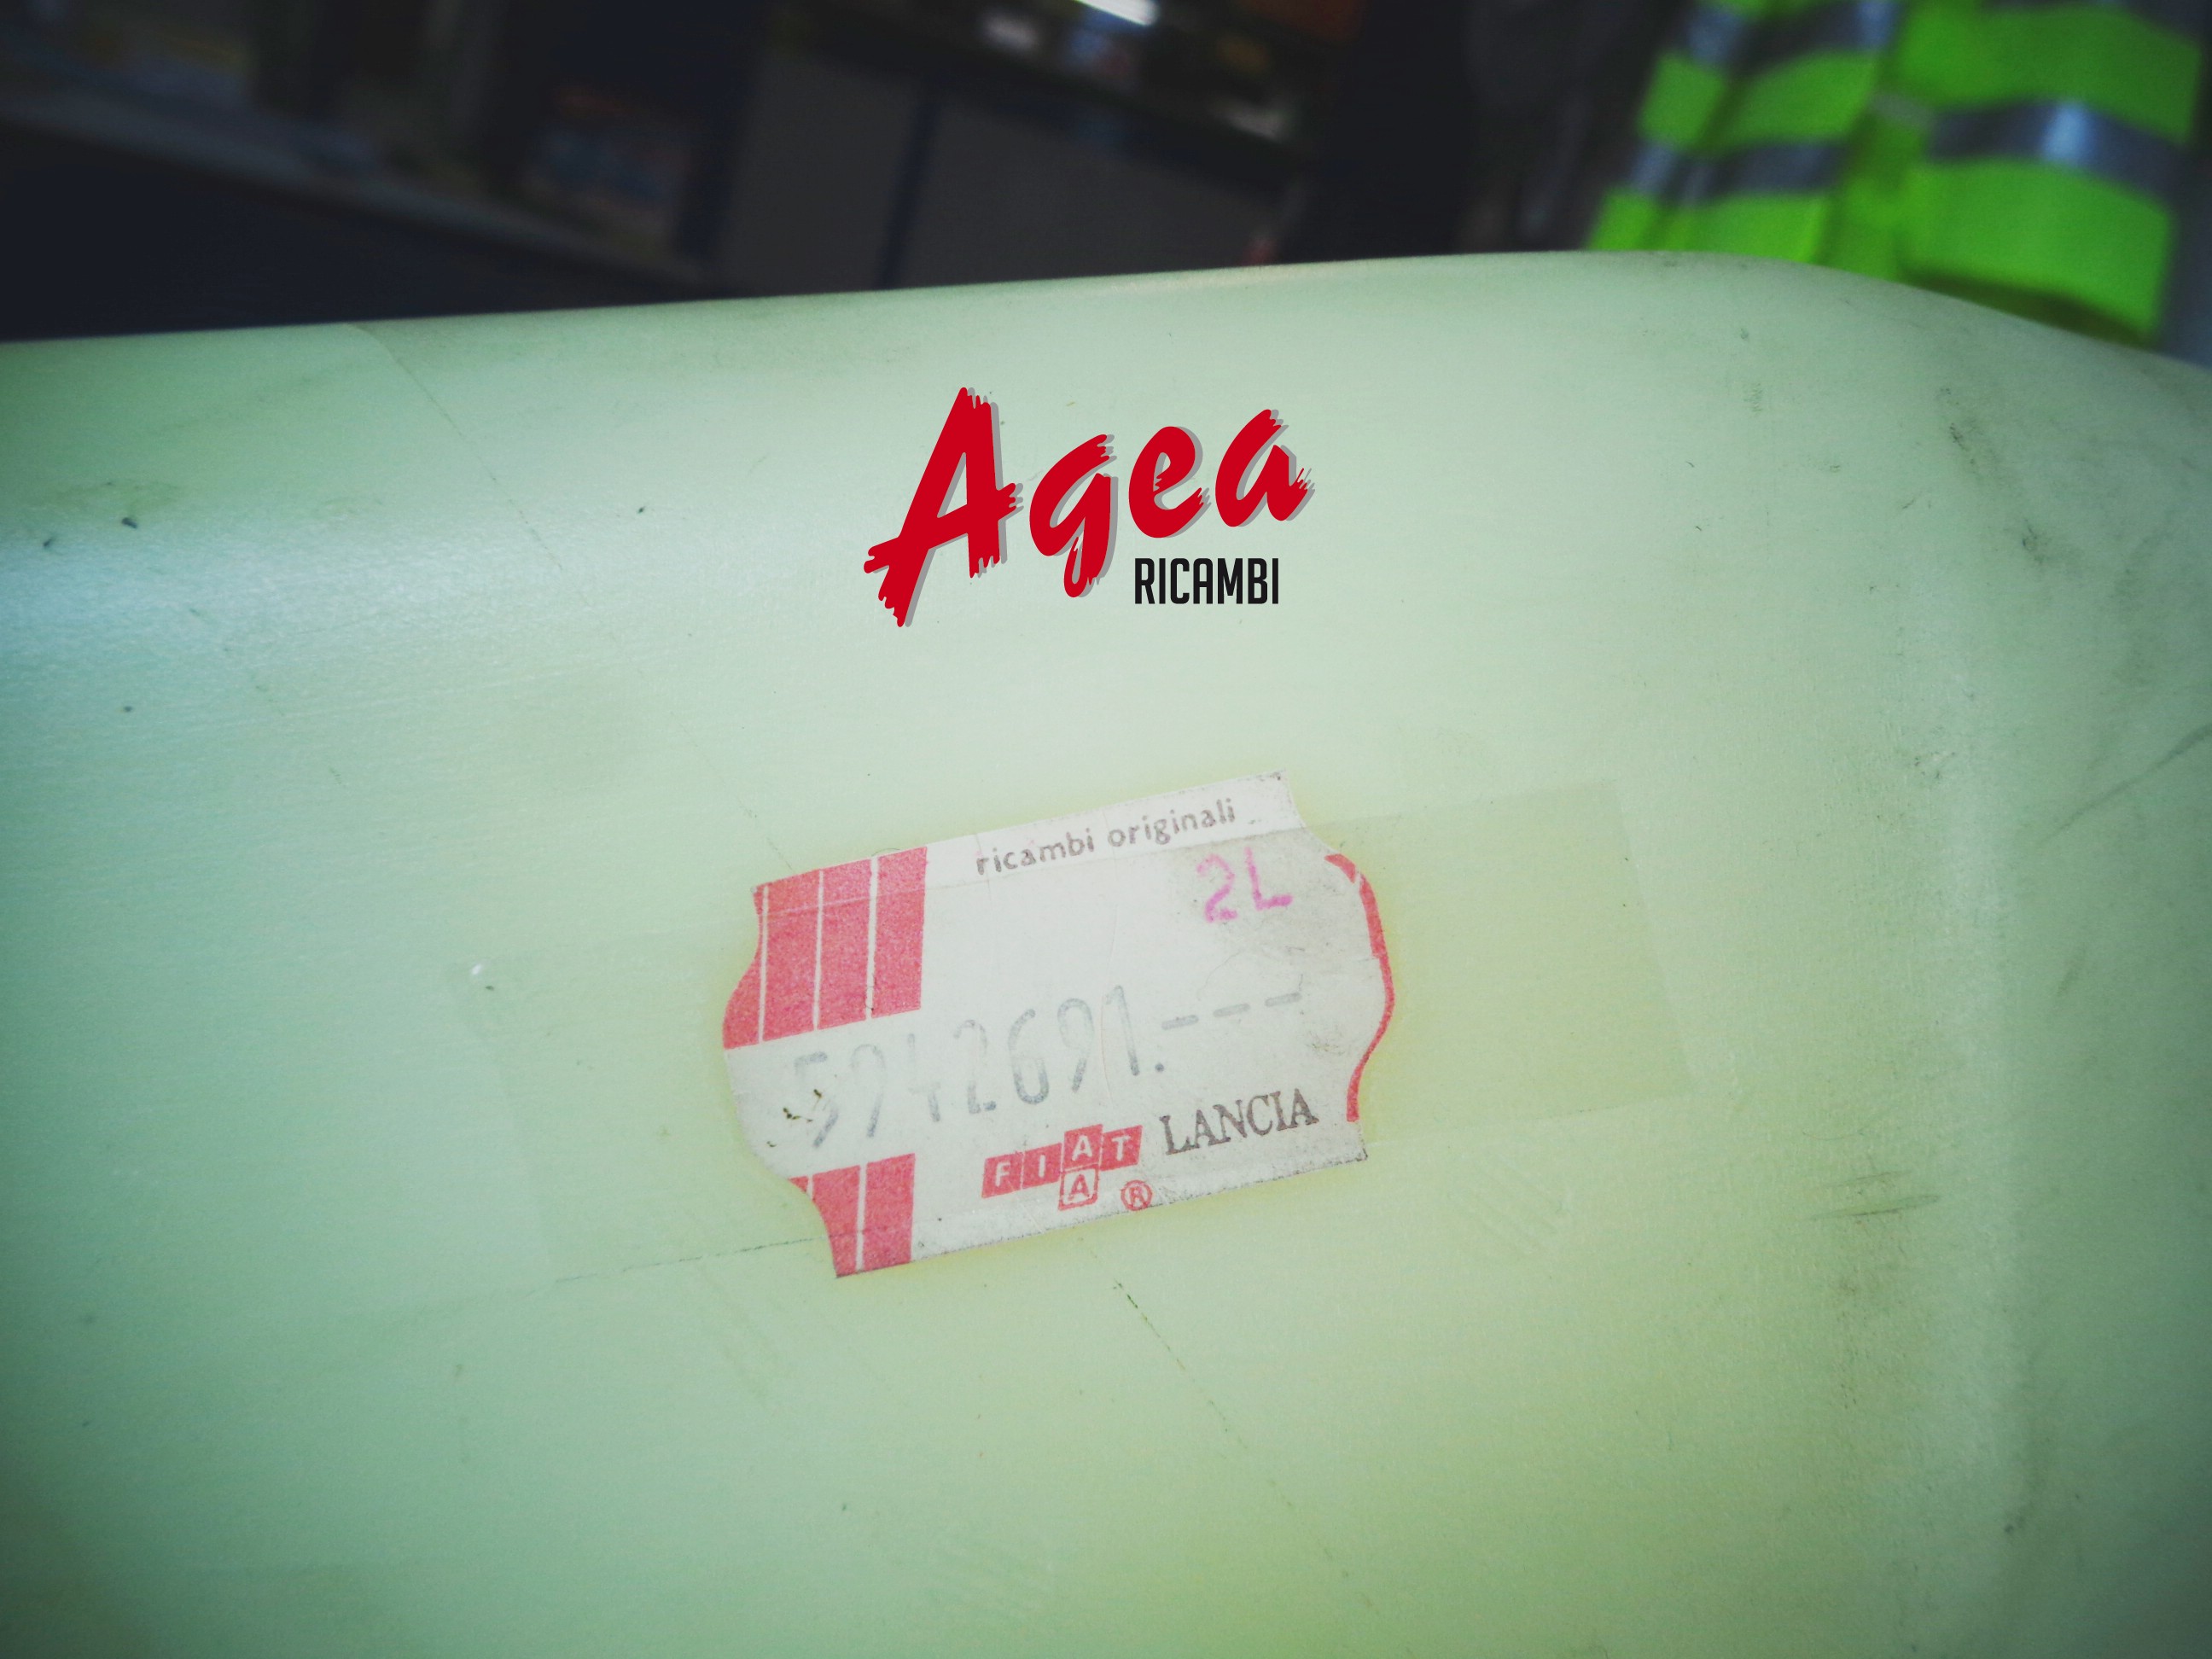 Agea
RICAMBI
ricambi originali
2L
5942691.---
FIAT LANCIA
A ®